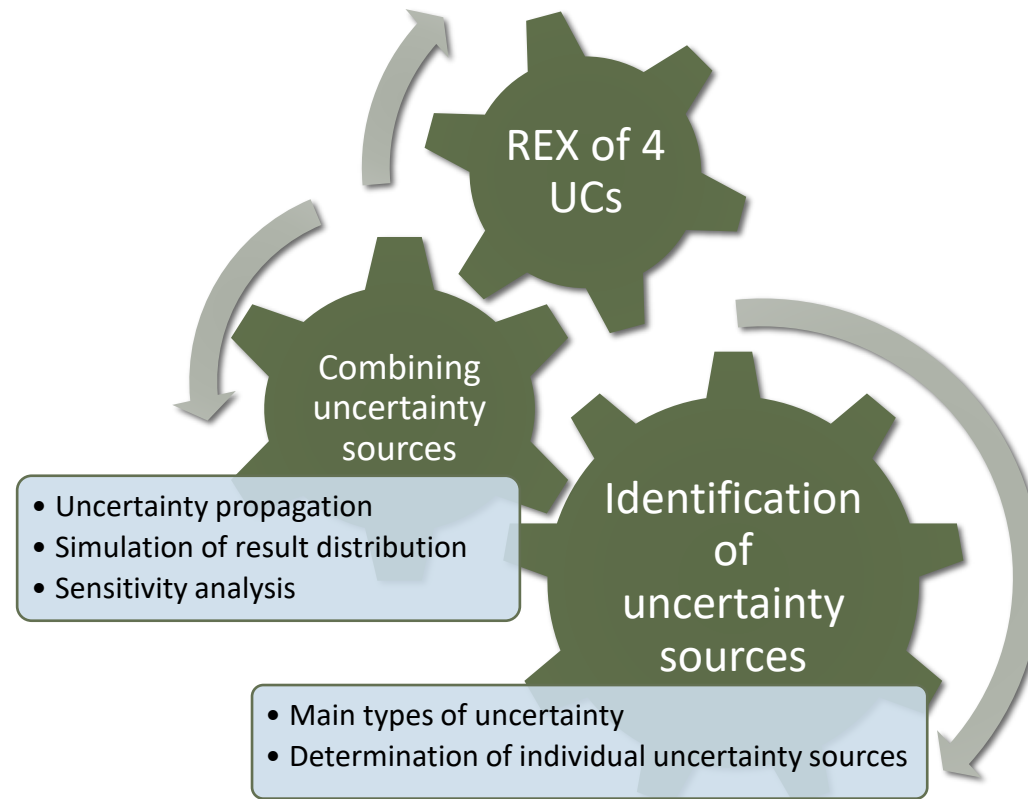 REX of 4
UCs
Combining
uncertainty
sources
• Uncertainty propagation
• Simulation of result distribution
• Sensitivity analysis
Identification
of
uncertainty
sources
• Main types of uncertainty
• Determination of individual uncertainty sources